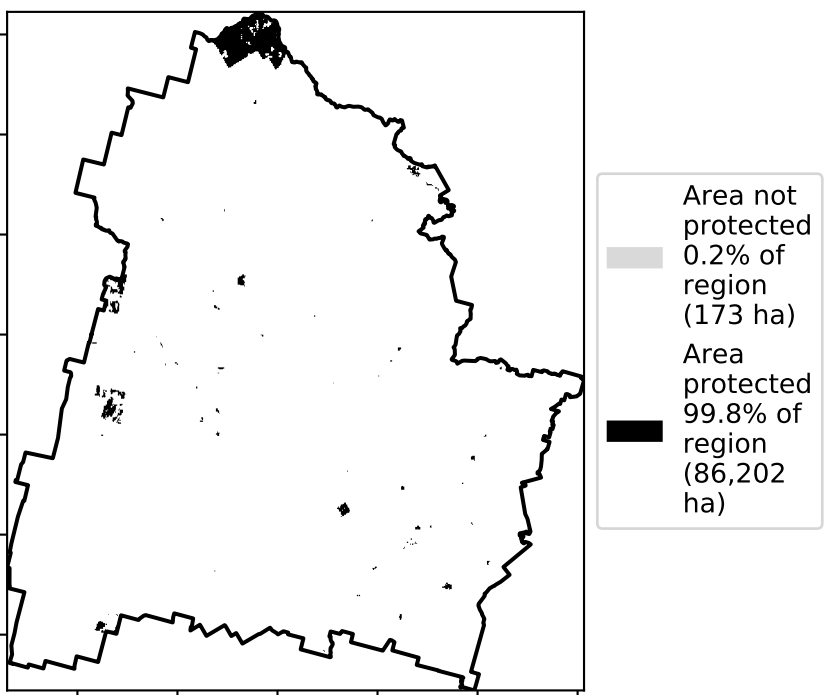 Area not
protected
0.2% of
region
(173 ha)
Area
protected
99.8% of
region
(86,202
ha)